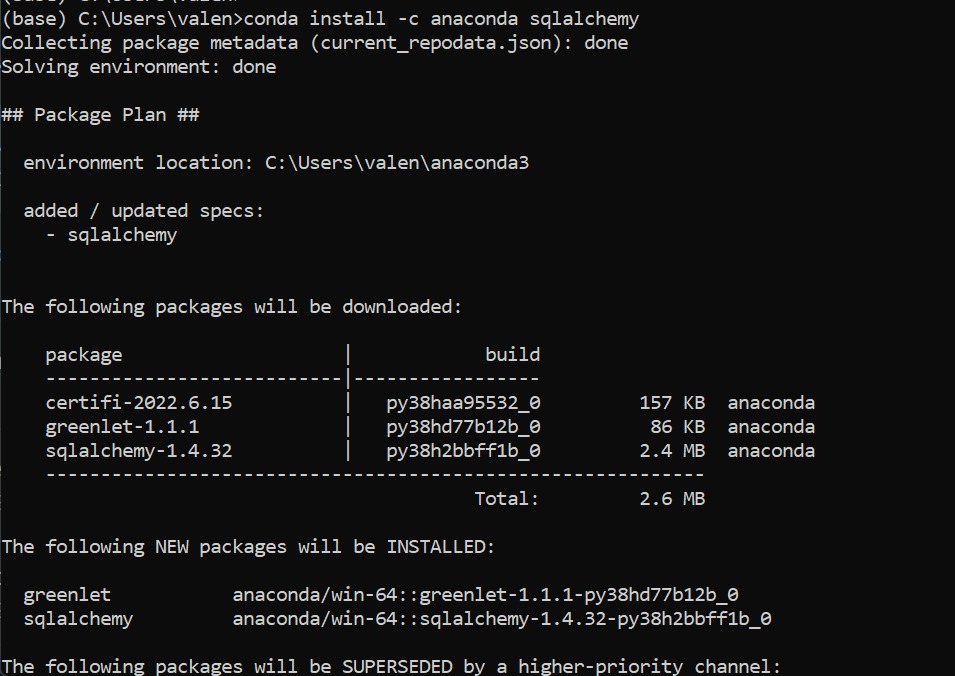 (base) C:\Users\valen>conda install -c anaconda sqlalchemy
Collecting package metadata (current_repodata.json): done
Solving environment: done
## Package Plan ##
  environment location: C:\Users\valen\anaconda3
  added / updated specs:
    - sqlalchemy
The following packages will be downloaded:
    package                    |            build
    ---------------------------|-----------------
    certifi-2022.6.15          |   py38haa95532_0         157 KB  anaconda
    greenlet-1.1.1             |   py38hd77b12b_0          86 KB  anaconda
    sqlalchemy-1.4.32          |   py38h2bbff1b_0         2.4 MB  anaconda
    ------------------------------------------------------------
                                           Total:         2.6 MB
The following NEW packages will be INSTALLED:
  greenlet           anaconda/win-64::greenlet-1.1.1-py38hd77b12b_0
  sqlalchemy         anaconda/win-64::sqlalchemy-1.4.32-py38h2bbff1b_0
The following packages will be SUPERSEDED by a higher-priority channel: